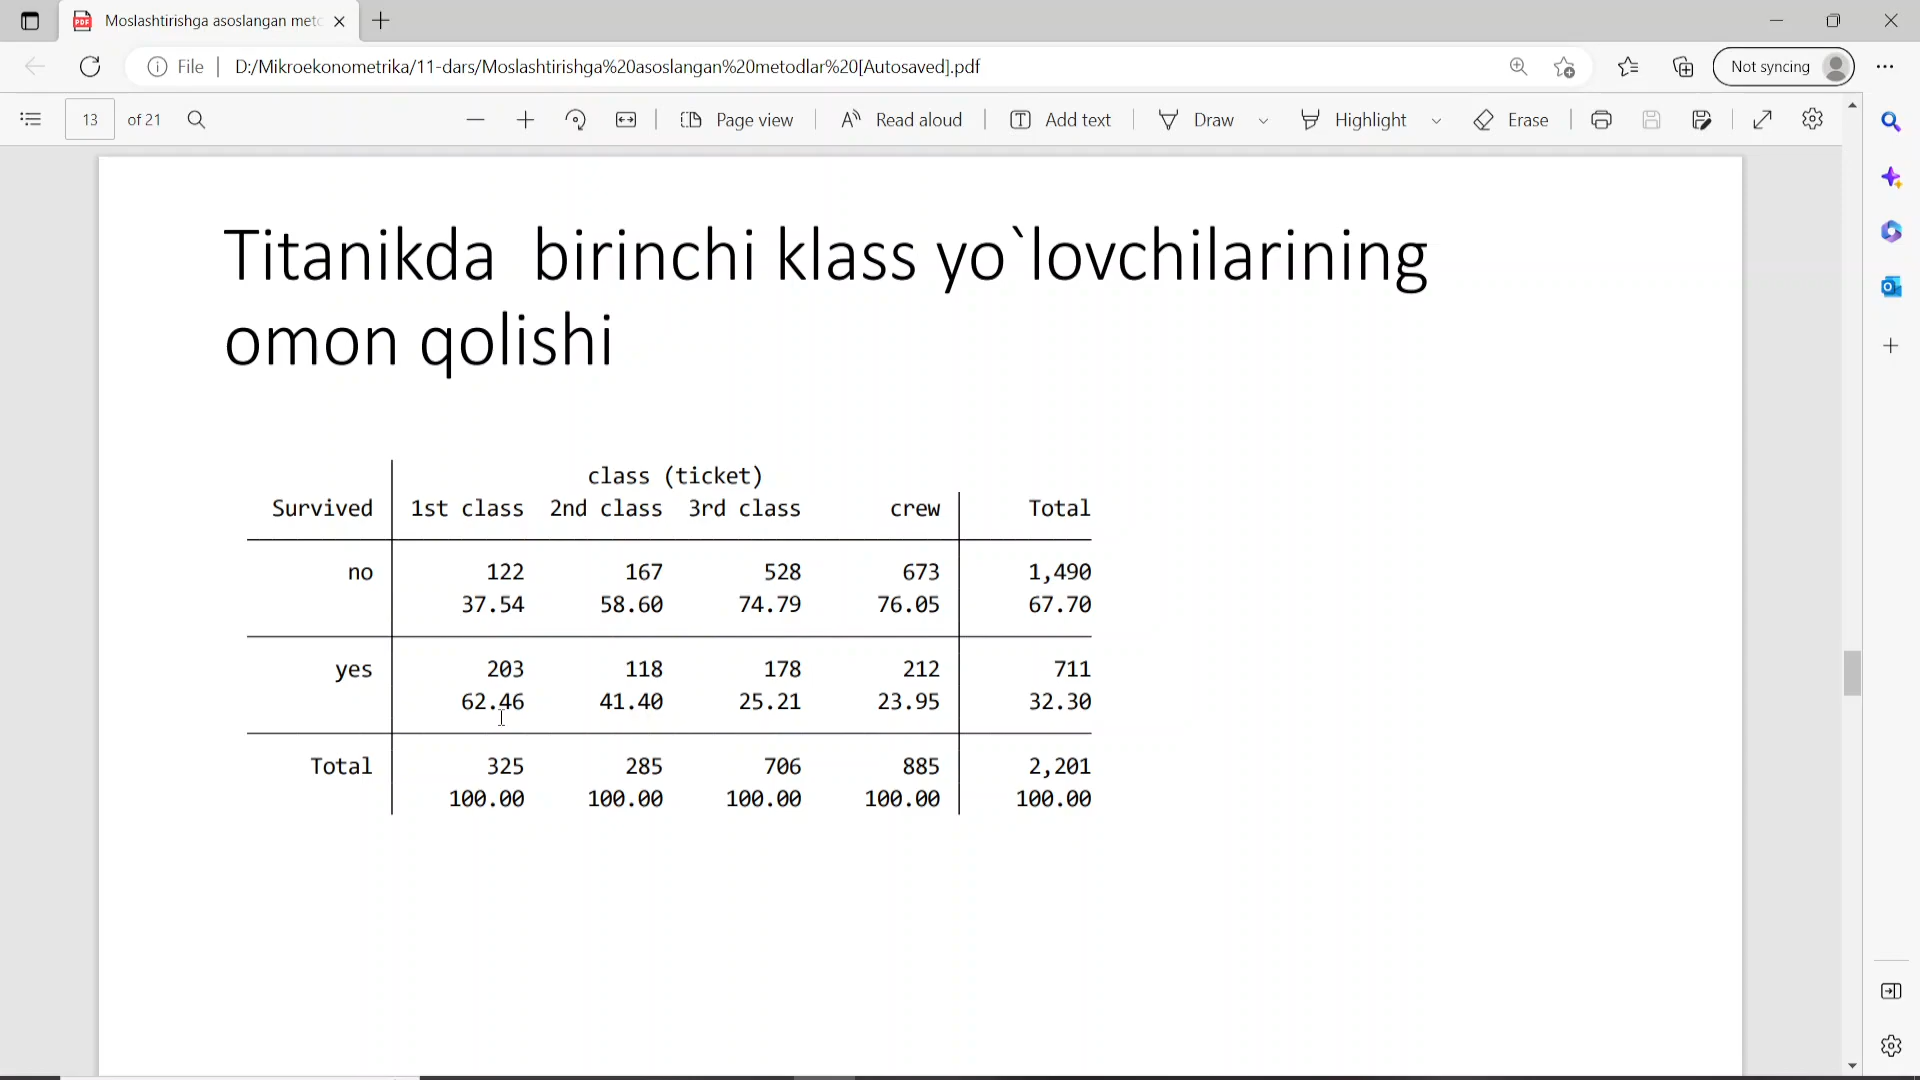 Moslashtirishga asoslangan meto
File
D:/Mikroekonometrika/11-dars/Moslashtirishga%20asoslangan%20metodlar%20[Autosaved].pdf
Not syncing
13 of 21
Page view
Read aloud
Add text
Draw
Highlight
Erase
Titanikda birinchi klass yo`lovchilarining
omon qolishi
class (ticket)
Survived 1st class 2nd class 3rd class crew Total
no 122 167 528 673 1,490
37.54 58.60 74.79 76.05 67.70
yes 203 118 178 212 711
62.46 41.40 25.21 23.95 32.30
Total 325 285 706 885 2,201
100.00 100.00 100.00 100.00 100.00